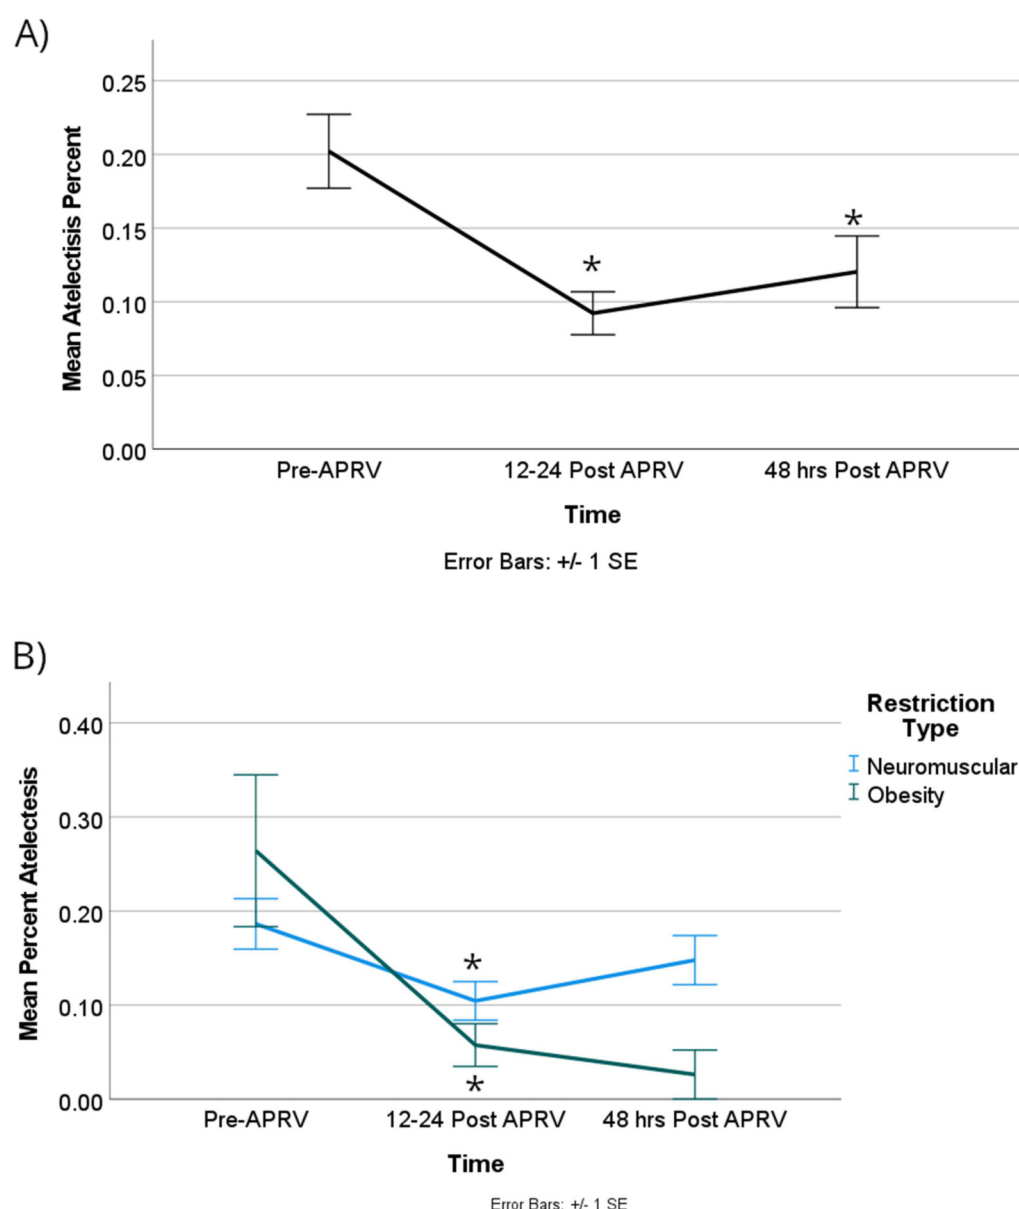 A)
Mean Atelectisis Percent
0.25
0.20
0.15
0.10
0.05
0.00
*
*
Pre-APRV
12-24 Post APRV
48 hrs Post APRV
Time
Error Bars: +/- 1 SE
B)
Mean Percent Atelectesis
0.40
0.30
0.20
0.10
0.00
*
*
Restriction
Type
Neuromuscular
Obesity
Pre-APRV
12-24 Post APRV
48 hrs Post APRV
Time
Error Bars: +/- 1 SE